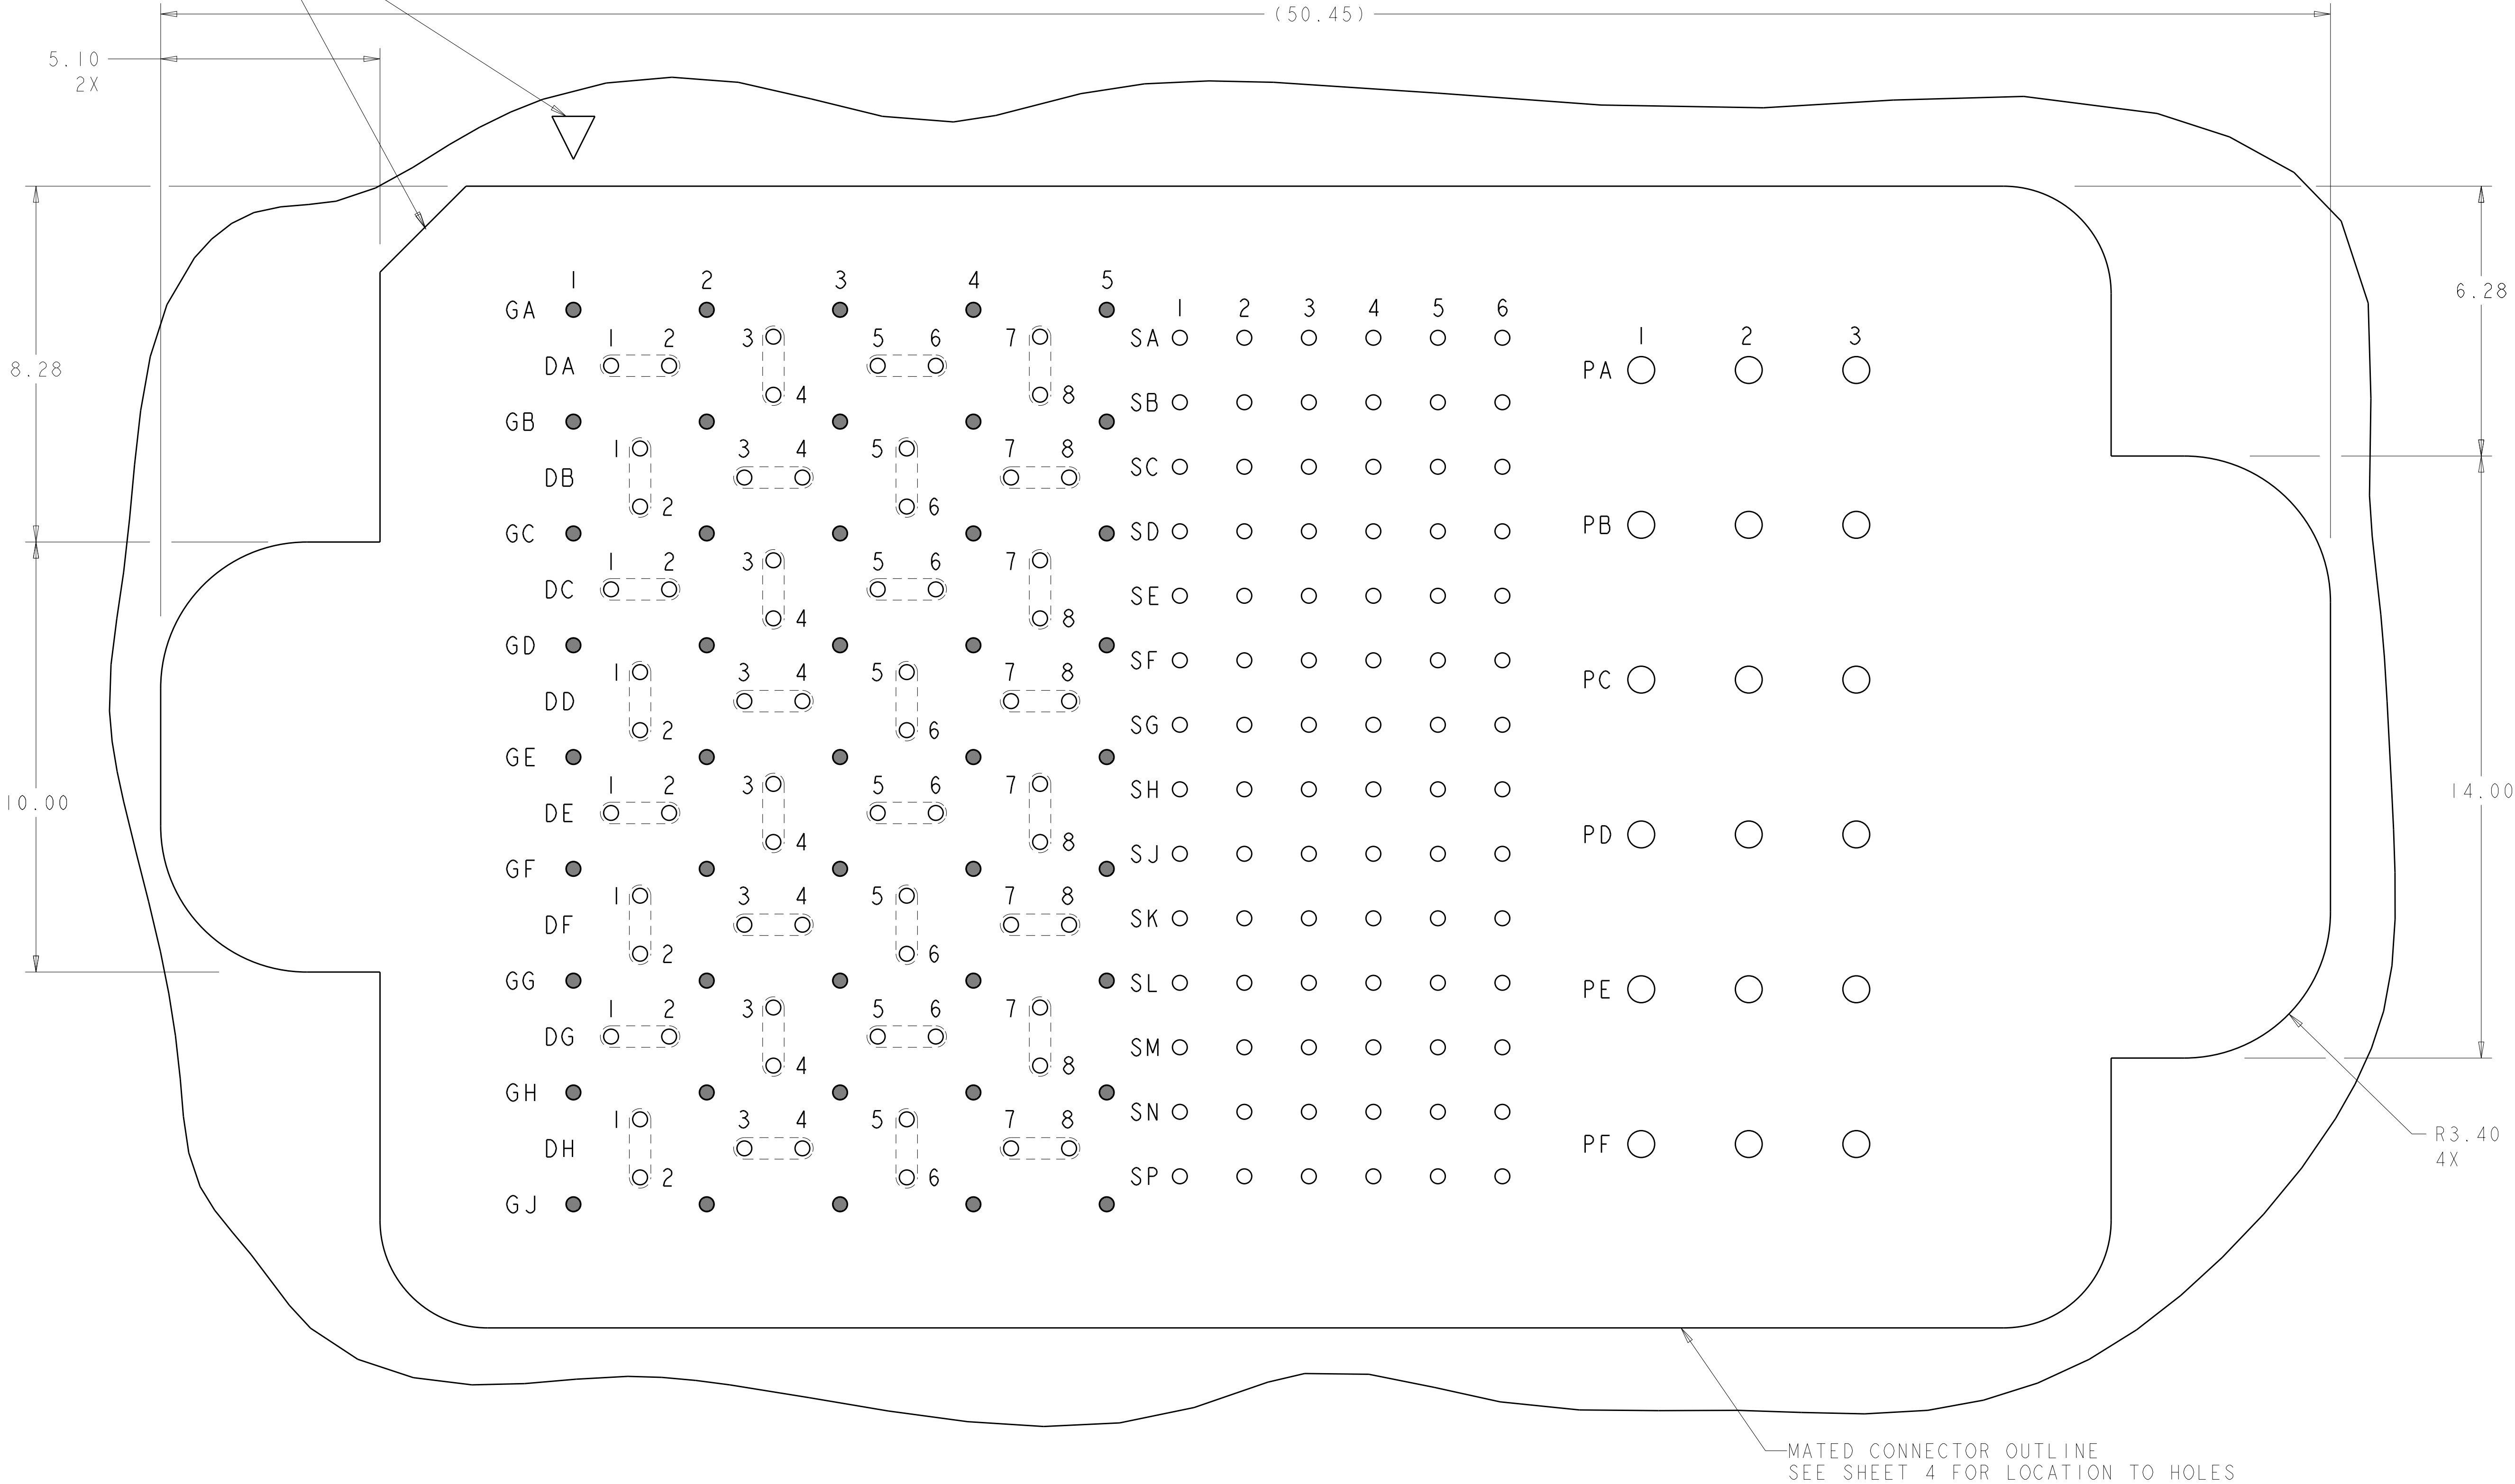 (50.45)
5.10
2X
1 2 3 4 5
GA
1 2 3 4 5 6
SA
1 2 3 5 6 7
1 2 3
DA
PA
6.28
8.28
4 8
SB
GB
1 3 4 5 7 8
SC
DB
2 6
PB
GC
SD
1 2 3 5 6 7
DC
SE
4 8
GD
SF
1 3 4 5 7 8
PC
DD
2 6
SG
GE
1 2 3 5 6 7
SH
14.00
10.00
DE
4 8
PD
SJ
GF
1 3 4 5 7 8
SK
DF
2 6
GG
SL
PE
1 2 3 5 6 7
DG
SM
4 8
GH
SN
1 3 4 5 7 8
R3.40
4X
DH
PF
2 6
SP
GJ
MATED CONNECTOR OUTLINE
SEE SHEET 4 FOR LOCATION TO HOLES